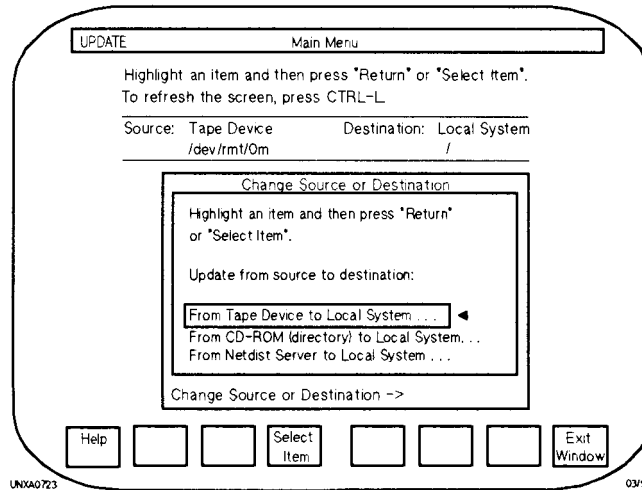 UPDATE Main Menu
Highlight an item and then press "Return" or "Select Item".
To refresh the screen, press CTRL-L
Source: Tape Device Destination: Local System
/dev/rmt/0m /
Change Source or Destination
Highlight an item and then press "Return"
or "Select Item".
Update from source to destination:
From Tape Device to Local System . . .
From CD-ROM (directory) to Local System. . .
From Netdist Server to Local System . . .
Change Source or Destination ->
Help Select Item Exit Window
UNXA0723